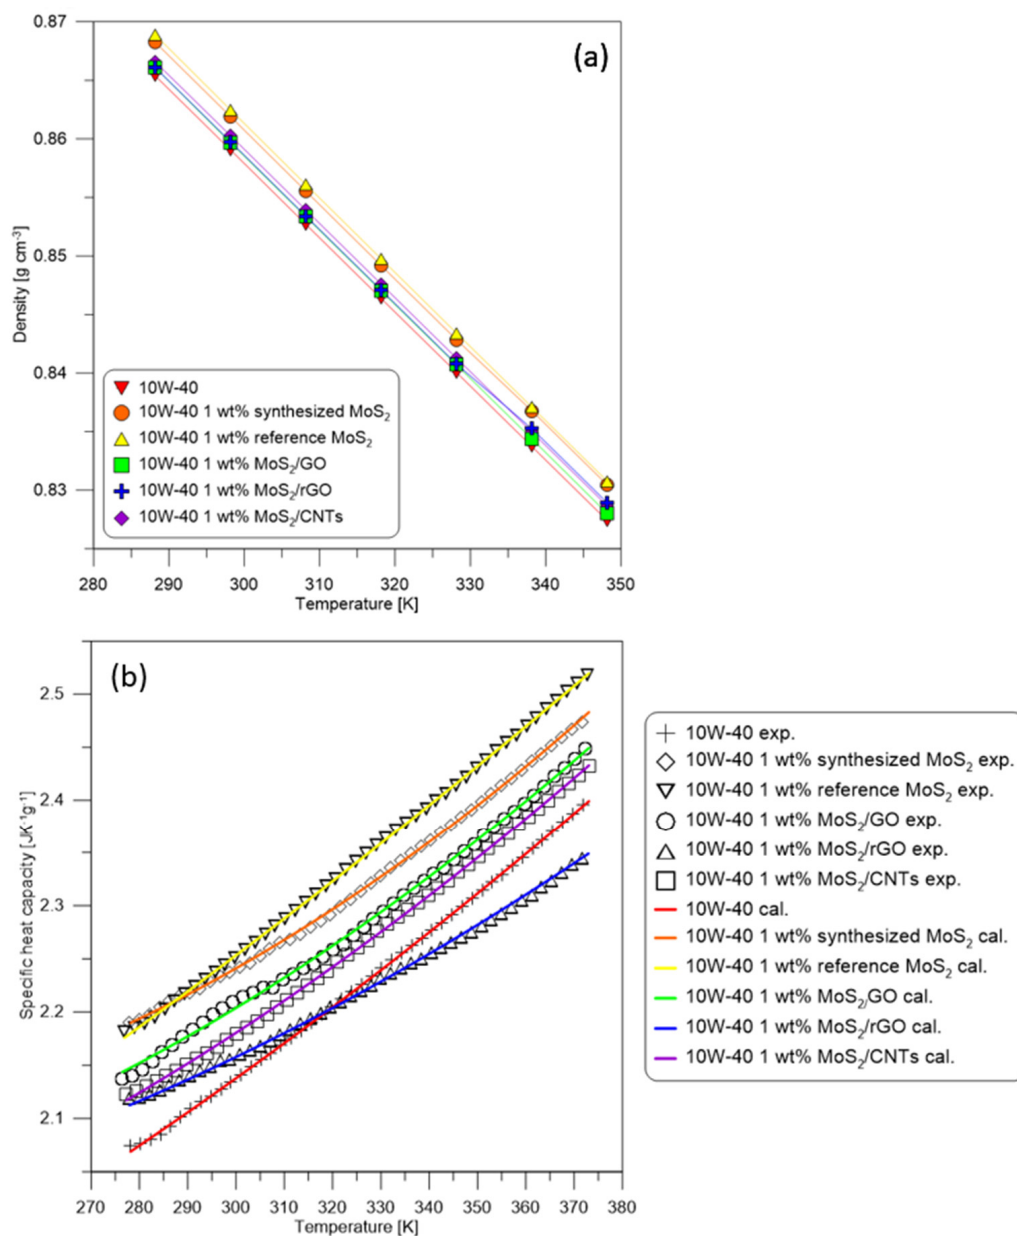 (a)
0.87
0.86
0.85
0.84
0.83
Density [g cm⁻³]
10W-40
10W-40 1 wt% synthesized MoS₂
10W-40 1 wt% reference MoS₂
10W-40 1 wt% MoS₂/GO
10W-40 1 wt% MoS₂/rGO
10W-40 1 wt% MoS₂/CNTs
280 290 300 310 320 330 340 350
Temperature [K]
(b)
2.5
2.4
2.3
2.2
2.1
Specific heat capacity [JK⁻¹g⁻¹]
270 280 290 300 310 320 330 340 350 360 370 380
Temperature [K]
10W-40 exp.
10W-40 1 wt% synthesized MoS₂ exp.
10W-40 1 wt% reference MoS₂ exp.
10W-40 1 wt% MoS₂/GO exp.
10W-40 1 wt% MoS₂/rGO exp.
10W-40 1 wt% MoS₂/CNTs exp.
10W-40 cal.
10W-40 1 wt% synthesized MoS₂ cal.
10W-40 1 wt% reference MoS₂ cal.
10W-40 1 wt% MoS₂/GO cal.
10W-40 1 wt% MoS₂/rGO cal.
10W-40 1 wt% MoS₂/CNTs cal.